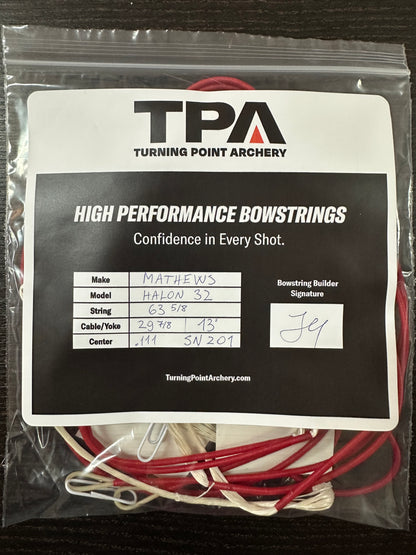 TPA
TURNING POINT ARCHERY
HIGH PERFORMANCE BOWSTRINGS
Confidence in Every Shot.
Make MATHEWS
Model HALON 32
String 63 5/8
Cable/Yoke 29 7/8 13'
Center .111 SN 201
Bowstring Builder
Signature
TurningPointArchery.com